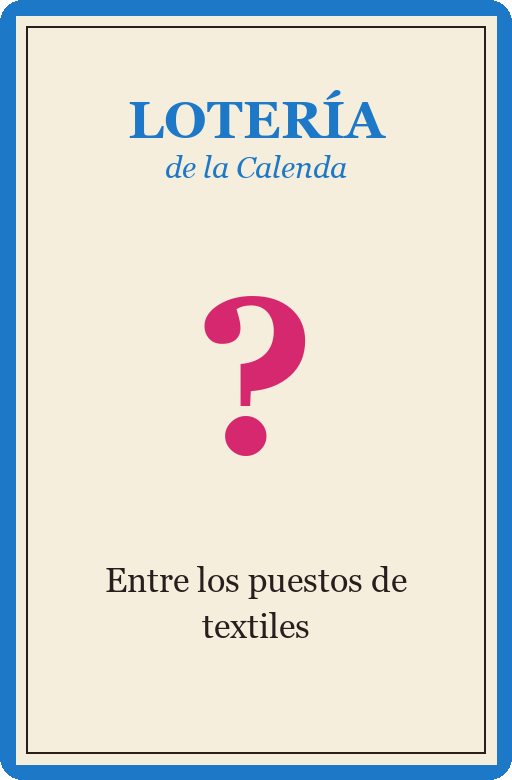 LOTERÍA
de la Calenda
?
Entre los puestos de
textiles